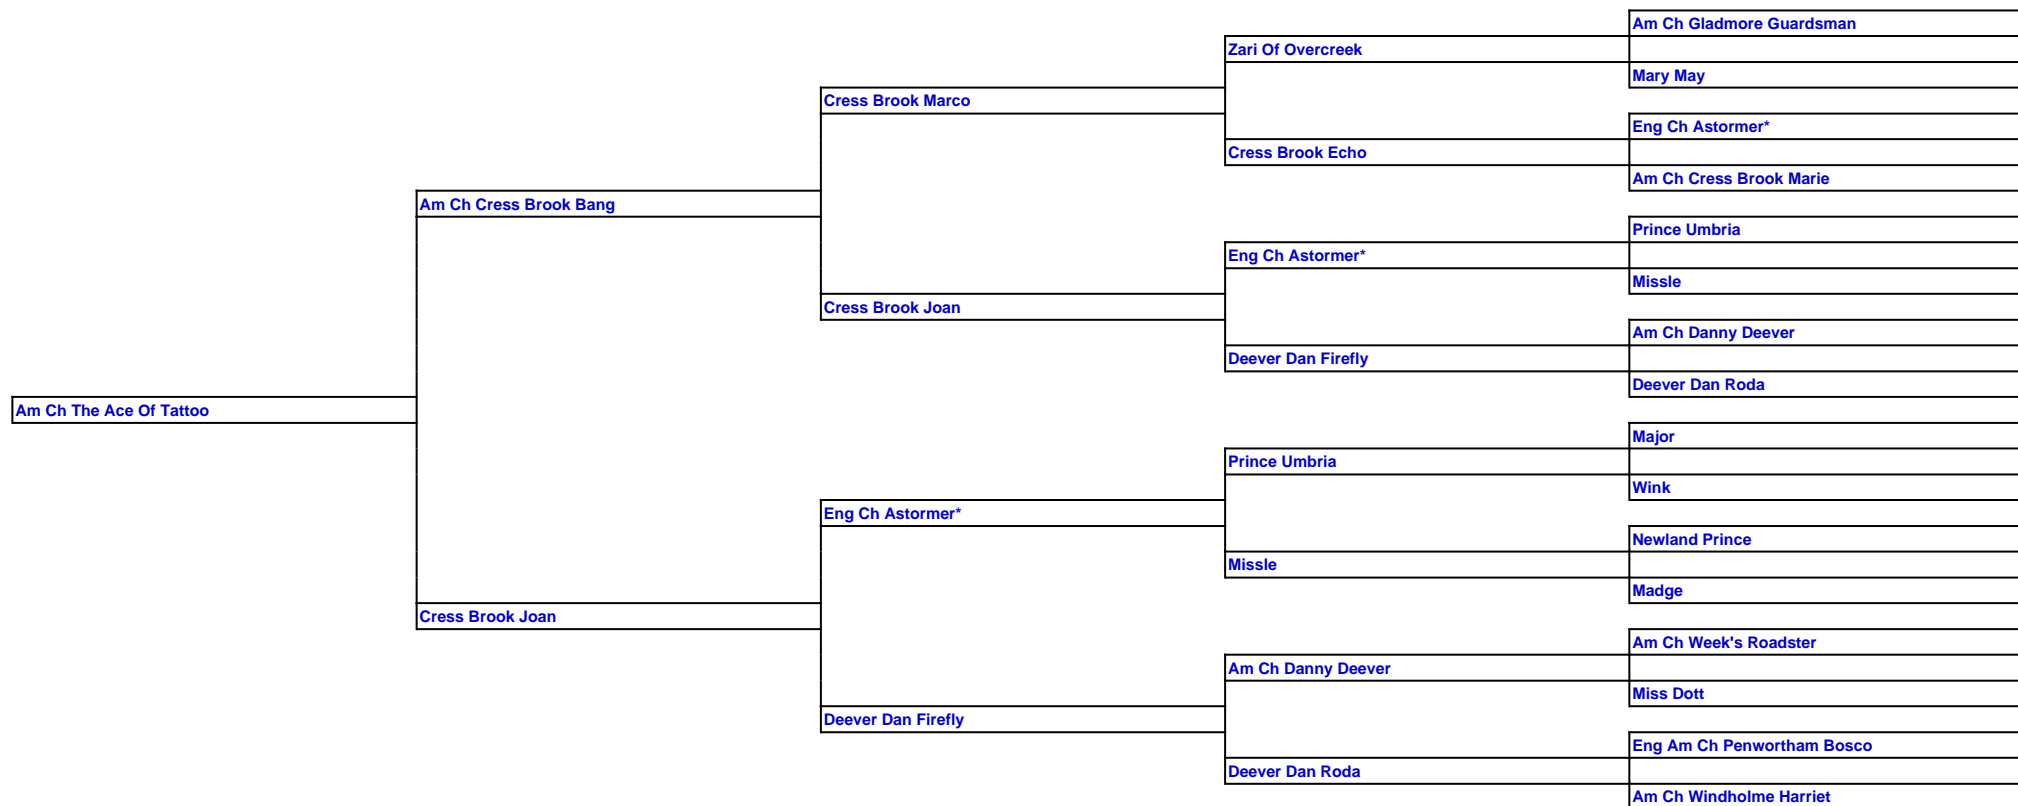 Am Ch Gladmore Guardsman
Zari Of Overcreek
Mary May
Cress Brook Marco
Eng Ch Astormer*
Cress Brook Echo
Am Ch Cress Brook Marie
Am Ch Cress Brook Bang
Prince Umbria
Eng Ch Astormer*
Missle
Cress Brook Joan
Am Ch Danny Deever
Deever Dan Firefly
Deever Dan Roda
Am Ch The Ace Of Tattoo
Major
Prince Umbria
Wink
Eng Ch Astormer*
Newland Prince
Missle
Madge
Cress Brook Joan
Am Ch Week's Roadster
Am Ch Danny Deever
Miss Dott
Deever Dan Firefly
Eng Am Ch Penwortham Bosco
Deever Dan Roda
Am Ch Windholme Harriet